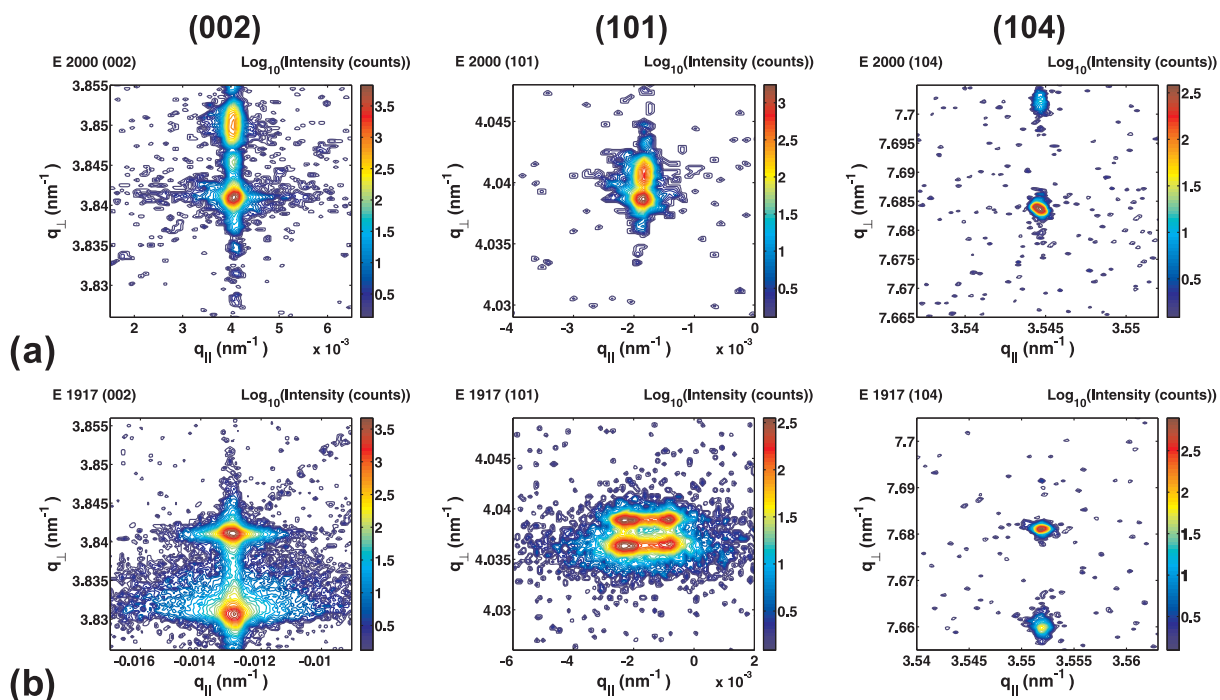 (002) (101) (104)
E 2000 (002) Log10(Intensity (counts)) E 2000 (101) Log10(Intensity (counts)) E 2000 (104) Log10(Intensity (counts))
3.855
3.85
3.845
3.84
3.835
3.83
q⊥ (nm-1)
2 3 4 5 6
q|| (nm-1) x 10-3
3.5
3
2.5
2
1.5
1
0.5
4.045
4.04
4.035
4.03
q⊥ (nm-1)
-4 -3 -2 -1 0
q|| (nm-1) x 10-3
3
2.5
2
1.5
1
0.5
7.7
7.695
7.69
7.685
7.68
7.675
7.67
7.665
q⊥ (nm-1)
3.54 3.545 3.55
q|| (nm-1)
2.5
2
1.5
1
0.5
(a)
E 1917 (002) Log10(Intensity (counts)) E 1917 (101) Log10(Intensity (counts)) E 1917 (104) Log10(Intensity (counts))
3.855
3.85
3.845
3.84
3.835
3.83
q⊥ (nm-1)
-0.016 -0.014 -0.012 -0.01
q|| (nm-1)
3.5
3
2.5
2
1.5
1
0.5
4.045
4.04
4.035
4.03
q⊥ (nm-1)
-6 -4 -2 0 2
q|| (nm-1) x 10-3
2.5
2
1.5
1
0.5
7.7
7.69
7.68
7.67
7.66
q⊥ (nm-1)
3.54 3.545 3.55 3.555 3.56
q|| (nm-1)
2.5
2
1.5
1
0.5
(b)